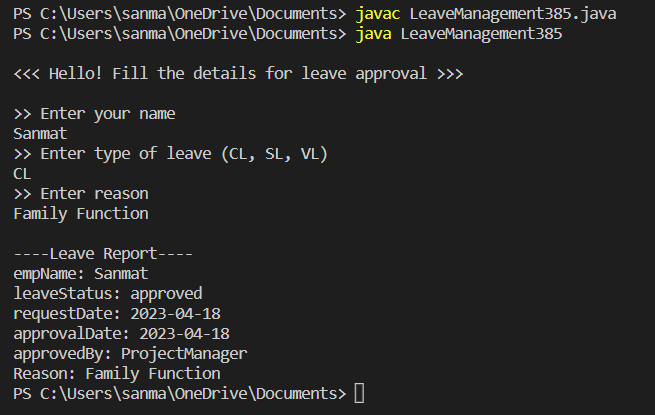 PS C:\Users\sanma\OneDrive\Documents> javac LeaveManagement385.java
PS C:\Users\sanma\OneDrive\Documents> java LeaveManagement385
<<< Hello! Fill the details for leave approval >>>
>> Enter your name
Sanmat
>> Enter type of leave (CL, SL, VL)
CL
>> Enter reason
Family Function
----Leave Report----
empName: Sanmat
leaveStatus: approved
requestDate: 2023-04-18
approvalDate: 2023-04-18
approvedBy: ProjectManager
Reason: Family Function
PS C:\Users\sanma\OneDrive\Documents>